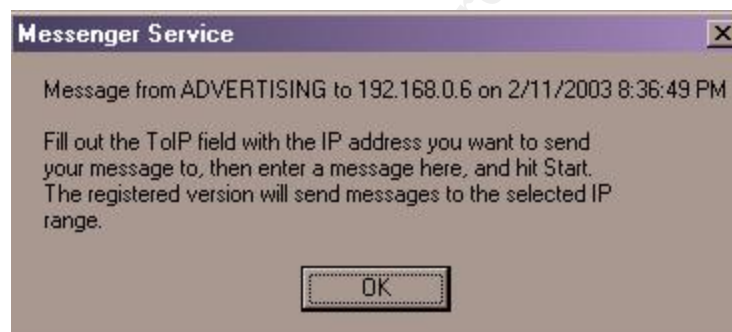 Messenger Service
Message from ADVERTISING to 192.168.0.6 on 2/11/2003 8:36:49 PM
Fill out the ToIP field with the IP address you want to send
your message to, then enter a message here, and hit Start.
The registered version will send messages to the selected IP
range.
OK